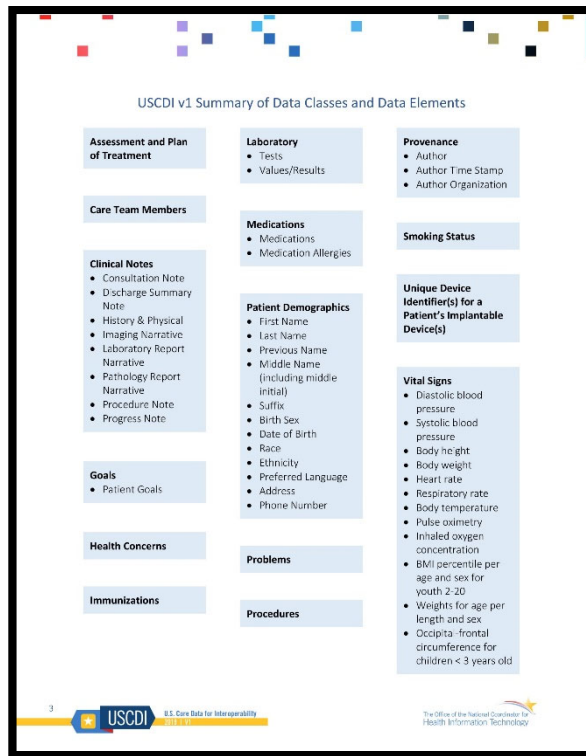 USCDI v1 Summary of Data Classes and Data Elements
Assessment and Plan
of Treatment
Care Team Members
Clinical Notes
• Consultation Note
• Discharge Summary
Note
• History & Physical
• Imaging Narrative
• Laboratory Report
Narrative
• Pathology Report
Narrative
• Procedure Note
• Progress Note
Goals
• Patient Goals
Health Concerns
Immunizations
Laboratory
• Tests
• Values/Results
Medications
• Medications
• Medication Allergies
Patient Demographics
• First Name
• Last Name
• Previous Name
• Middle Name
(including middle
initial)
• Suffix
• Birth Sex
• Date of Birth
• Race
• Ethnicity
• Preferred Language
• Address
• Phone Number
Problems
Procedures
Provenance
• Author
• Author Time Stamp
• Author Organization
Smoking Status
Unique Device
Identifier(s) for a
Patient's Implantable
Device(s)
Vital Signs
• Diastolic blood
pressure
• Systolic blood
pressure
• Body height
• Body weight
• Heart rate
• Respiratory rate
• Body temperature
• Pulse oximetry
• Inhaled oxygen
concentration
• BMI percentile per
age and sex for
youth 2-20
• Weights for age per
length and sex
• Occipital-frontal
circumference for
children < 3 years old
3
USCDI
U.S. Core Data for Interoperability
The Office of the National Coordinator for
Health Information Technology